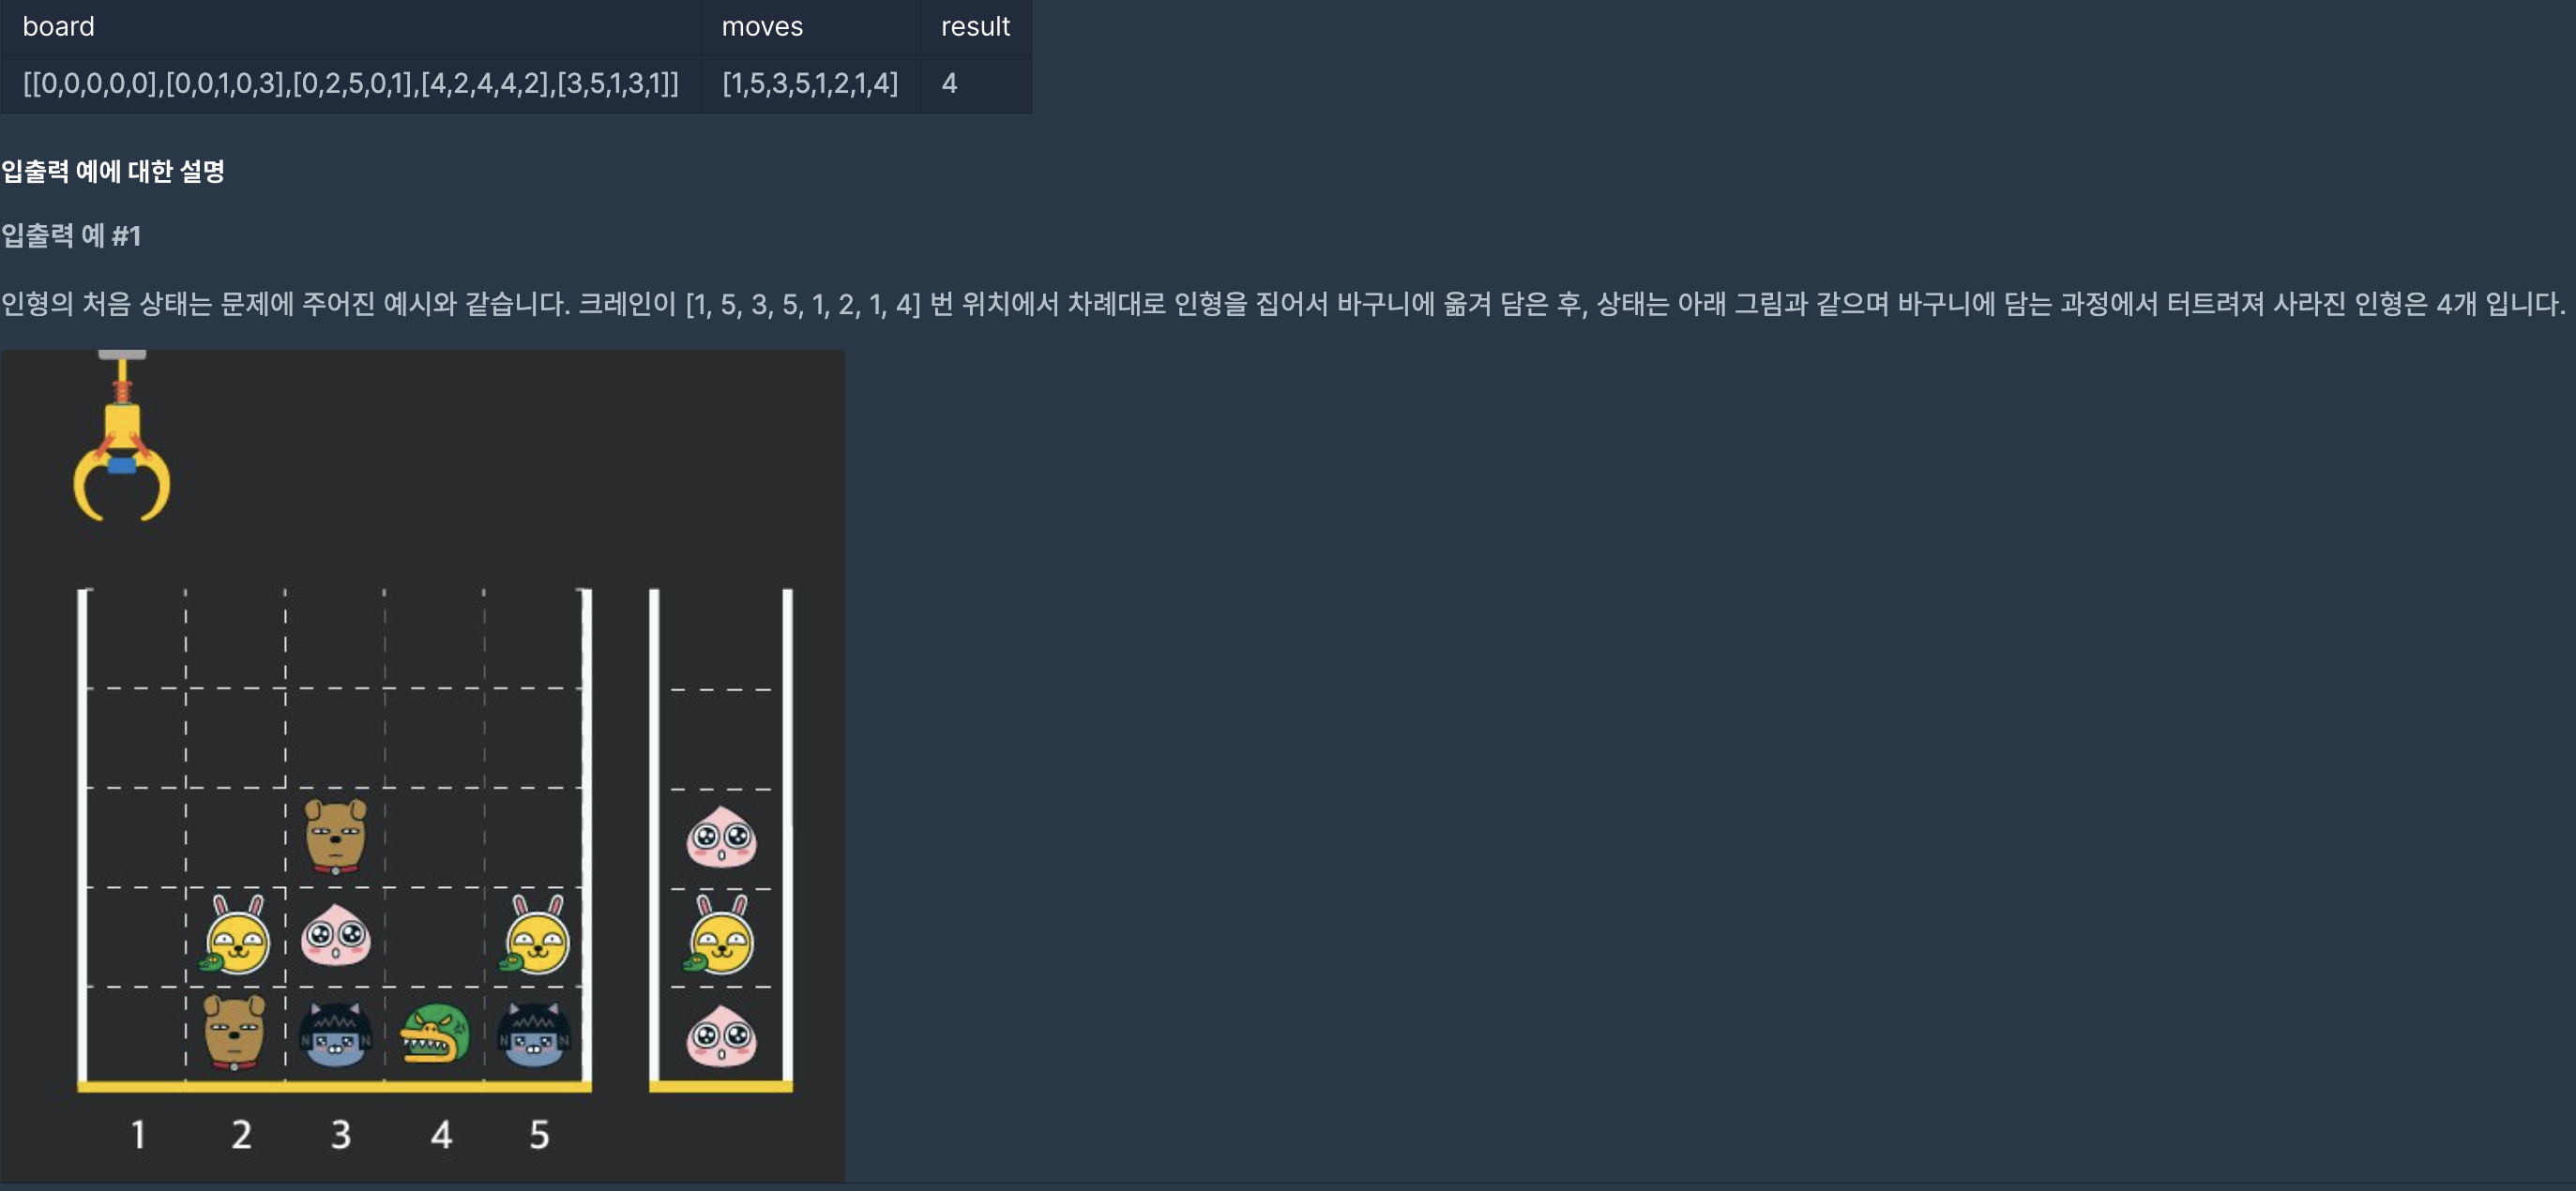 board moves result
[[0,0,0,0,0],[0,0,1,0,3],[0,2,5,0,1],[4,2,4,4,2],[3,5,1,3,1]] [1,5,3,5,1,2,1,4] 4
입출력 예에 대한 설명
입출력 예 #1
인형의 처음 상태는 문제에 주어진 예시와 같습니다. 크레인이 [1, 5, 3, 5, 1, 2, 1, 4] 번 위치에서 차례대로 인형을 집어서 바구니에 옮겨 담은 후, 상태는 아래 그림과 같으며 바구니에 담는 과정에서 터트려져 사라진 인형은 4개 입니다.
1 2 3 4 5